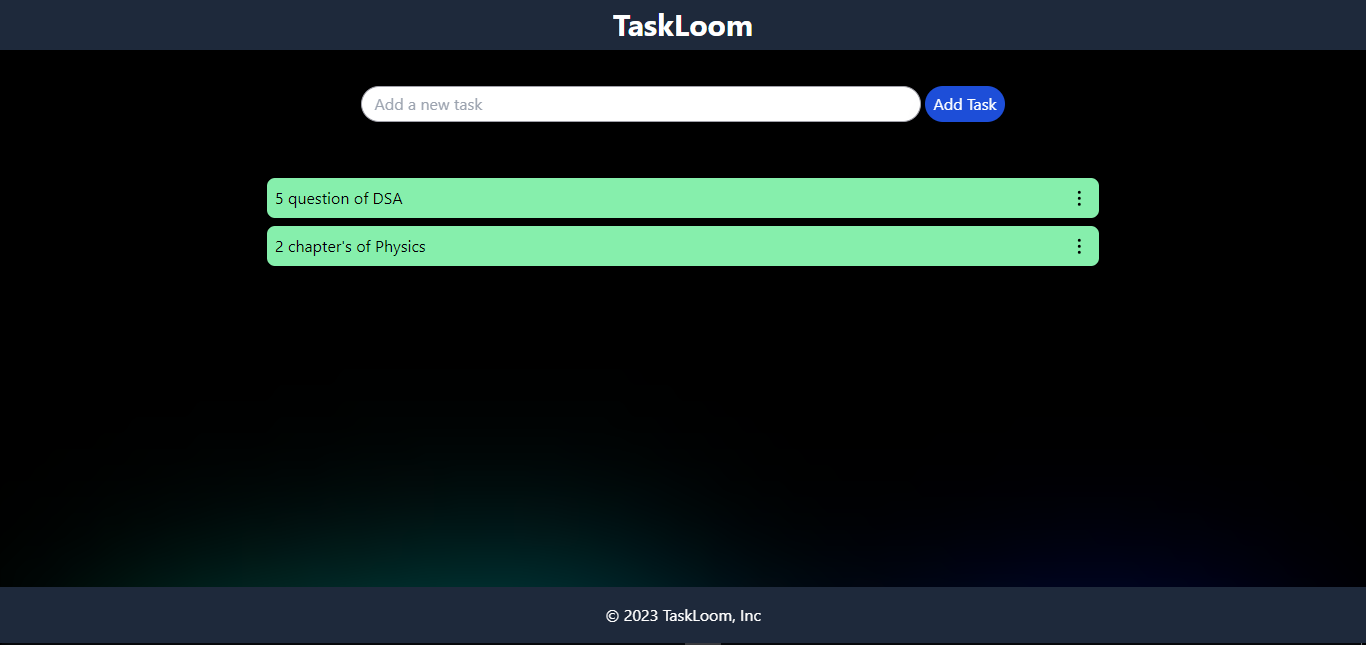 TaskLoom
Add a new task
Add Task
5 question of DSA
2 chapter's of Physics
© 2023 TaskLoom, Inc